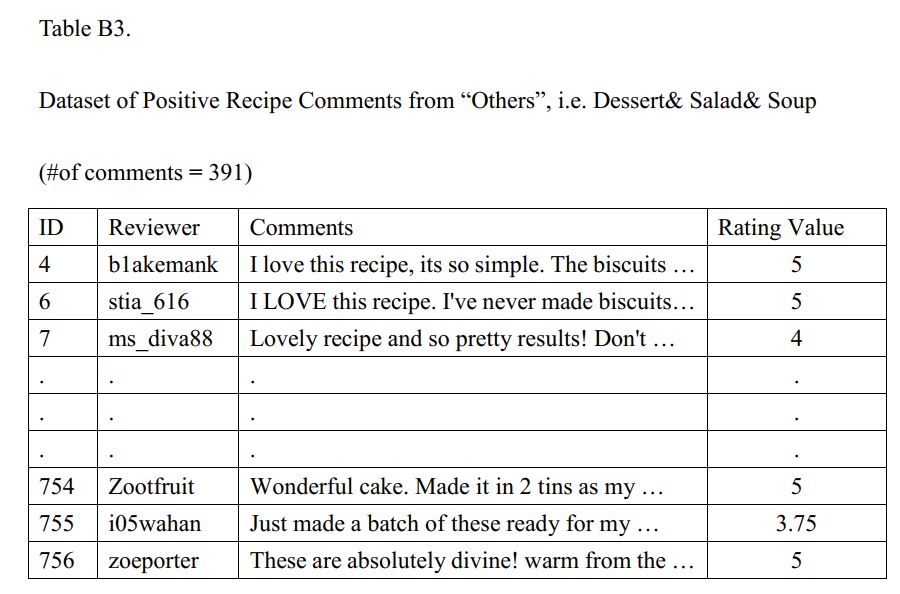 Table B3.
Dataset of Positive Recipe Comments from “Others”, i.e. Dessert& Salad& Soup
(#of comments = 391)
ID Reviewer Comments Rating Value
4 b1akemank I love this recipe, its so simple. The biscuits … 5
6 stia_616 I LOVE this recipe. I've never made biscuits… 5
7 ms_diva88 Lovely recipe and so pretty results! Don't … 4
. . . .
. . . .
. . . .
754 Zootfruit Wonderful cake. Made it in 2 tins as my … 5
755 i05wahan Just made a batch of these ready for my … 3.75
756 zoeporter These are absolutely divine! warm from the … 5